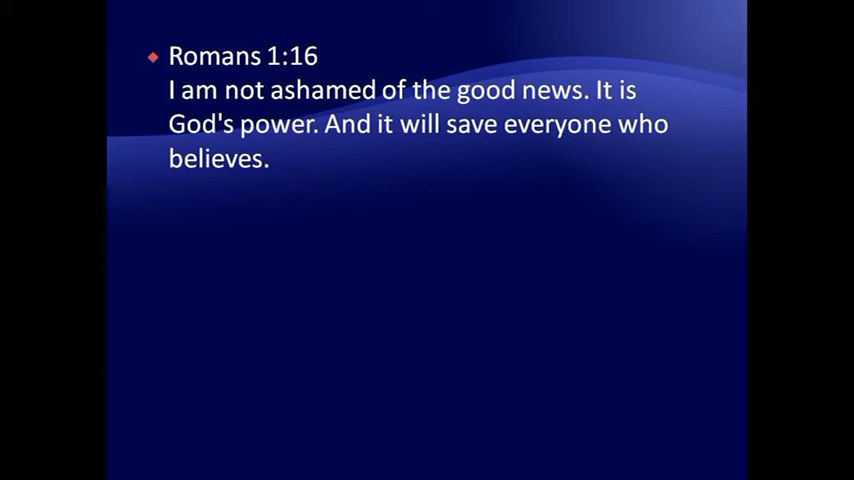 Romans 1:16
I am not ashamed of the good news. It is
God's power. And it will save everyone who
believes.